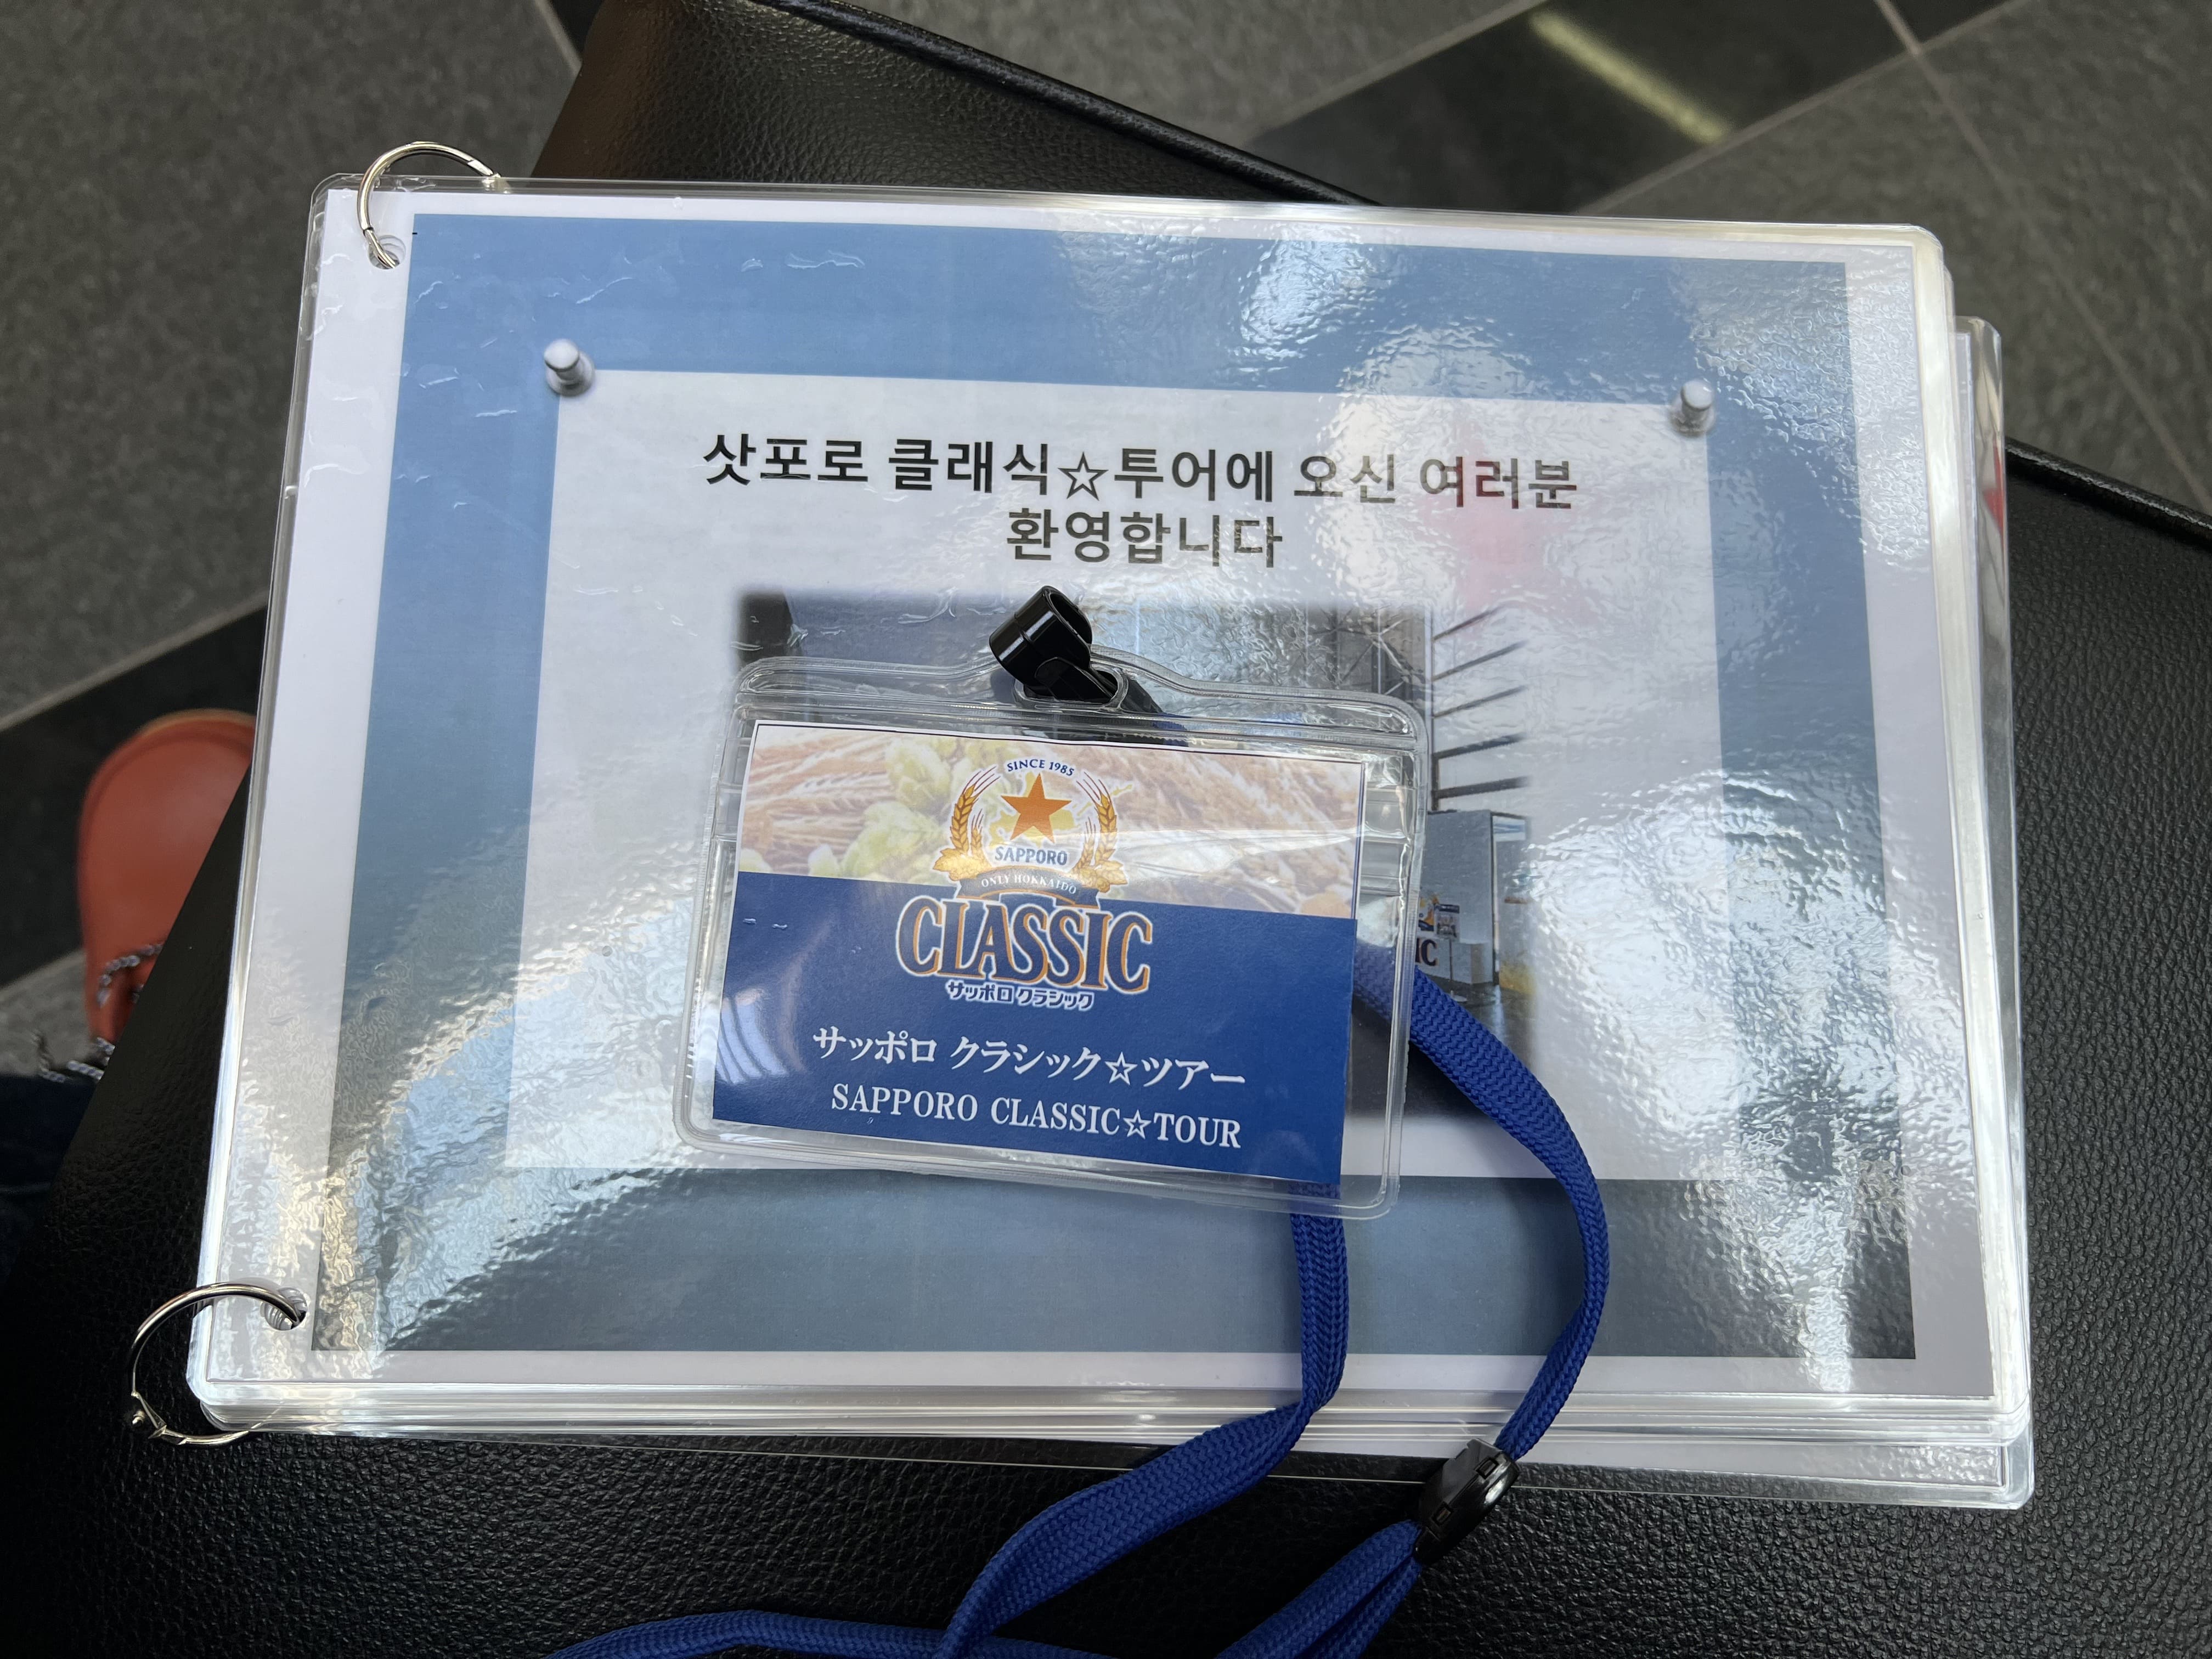 삿포로 클래식☆투어에 오신 여러분
환영합니다
SINCE 1985
SAPPORO
ONLY HOKKAIDO
CLASSIC
サッポロ クラシック
サッポロ クラシック☆ツアー
SAPPORO CLASSIC☆TOUR
IC